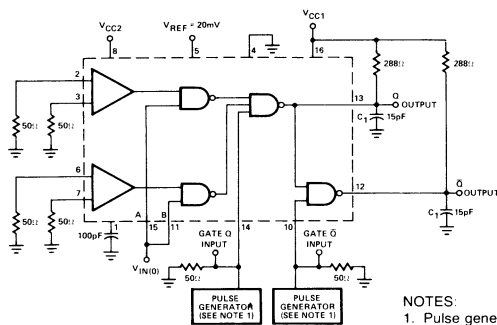 VCC2
VREF = 20mV
VCC1
8
5
4
16
288Ω
288Ω
2
3
13
Q
OUTPUT
C1
15pF
50Ω
50Ω
6
7
12
Q̄
OUTPUT
C1
15pF
50Ω
50Ω
100pF
1
A
15
B
11
14
10
GATE Q
INPUT
GATE Q̄
INPUT
VIN(0)
50Ω
50Ω
PULSE
GENERATOR
(SEE NOTE 1)
PULSE
GENERATOR
(SEE NOTE 1)
NOTES:
1. Pulse gene